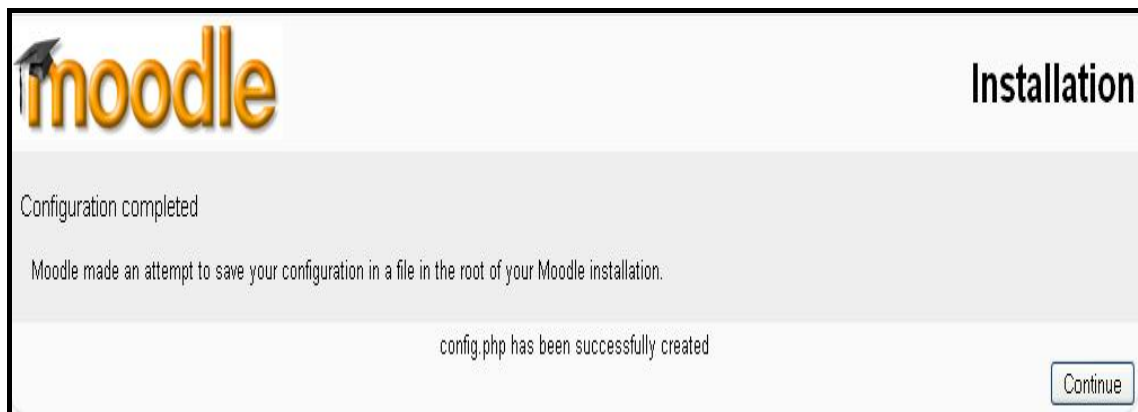 moodle
Installation
Configuration completed
Moodle made an attempt to save your configuration in a file in the root of your Moodle installation.
config.php has been successfully created
Continue